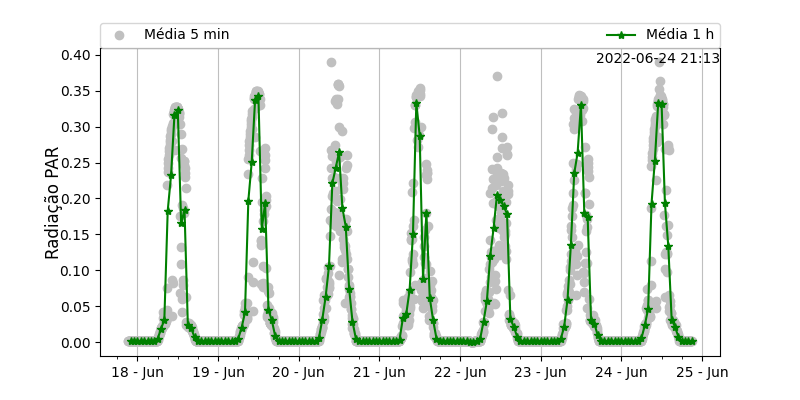 Média 5 min
Média 1 h
2022-06-24 21:13
Radiação PAR
0.40
0.35
0.30
0.25
0.20
0.15
0.10
0.05
0.00
18 - Jun
19 - Jun
20 - Jun
21 - Jun
22 - Jun
23 - Jun
24 - Jun
25 - Jun